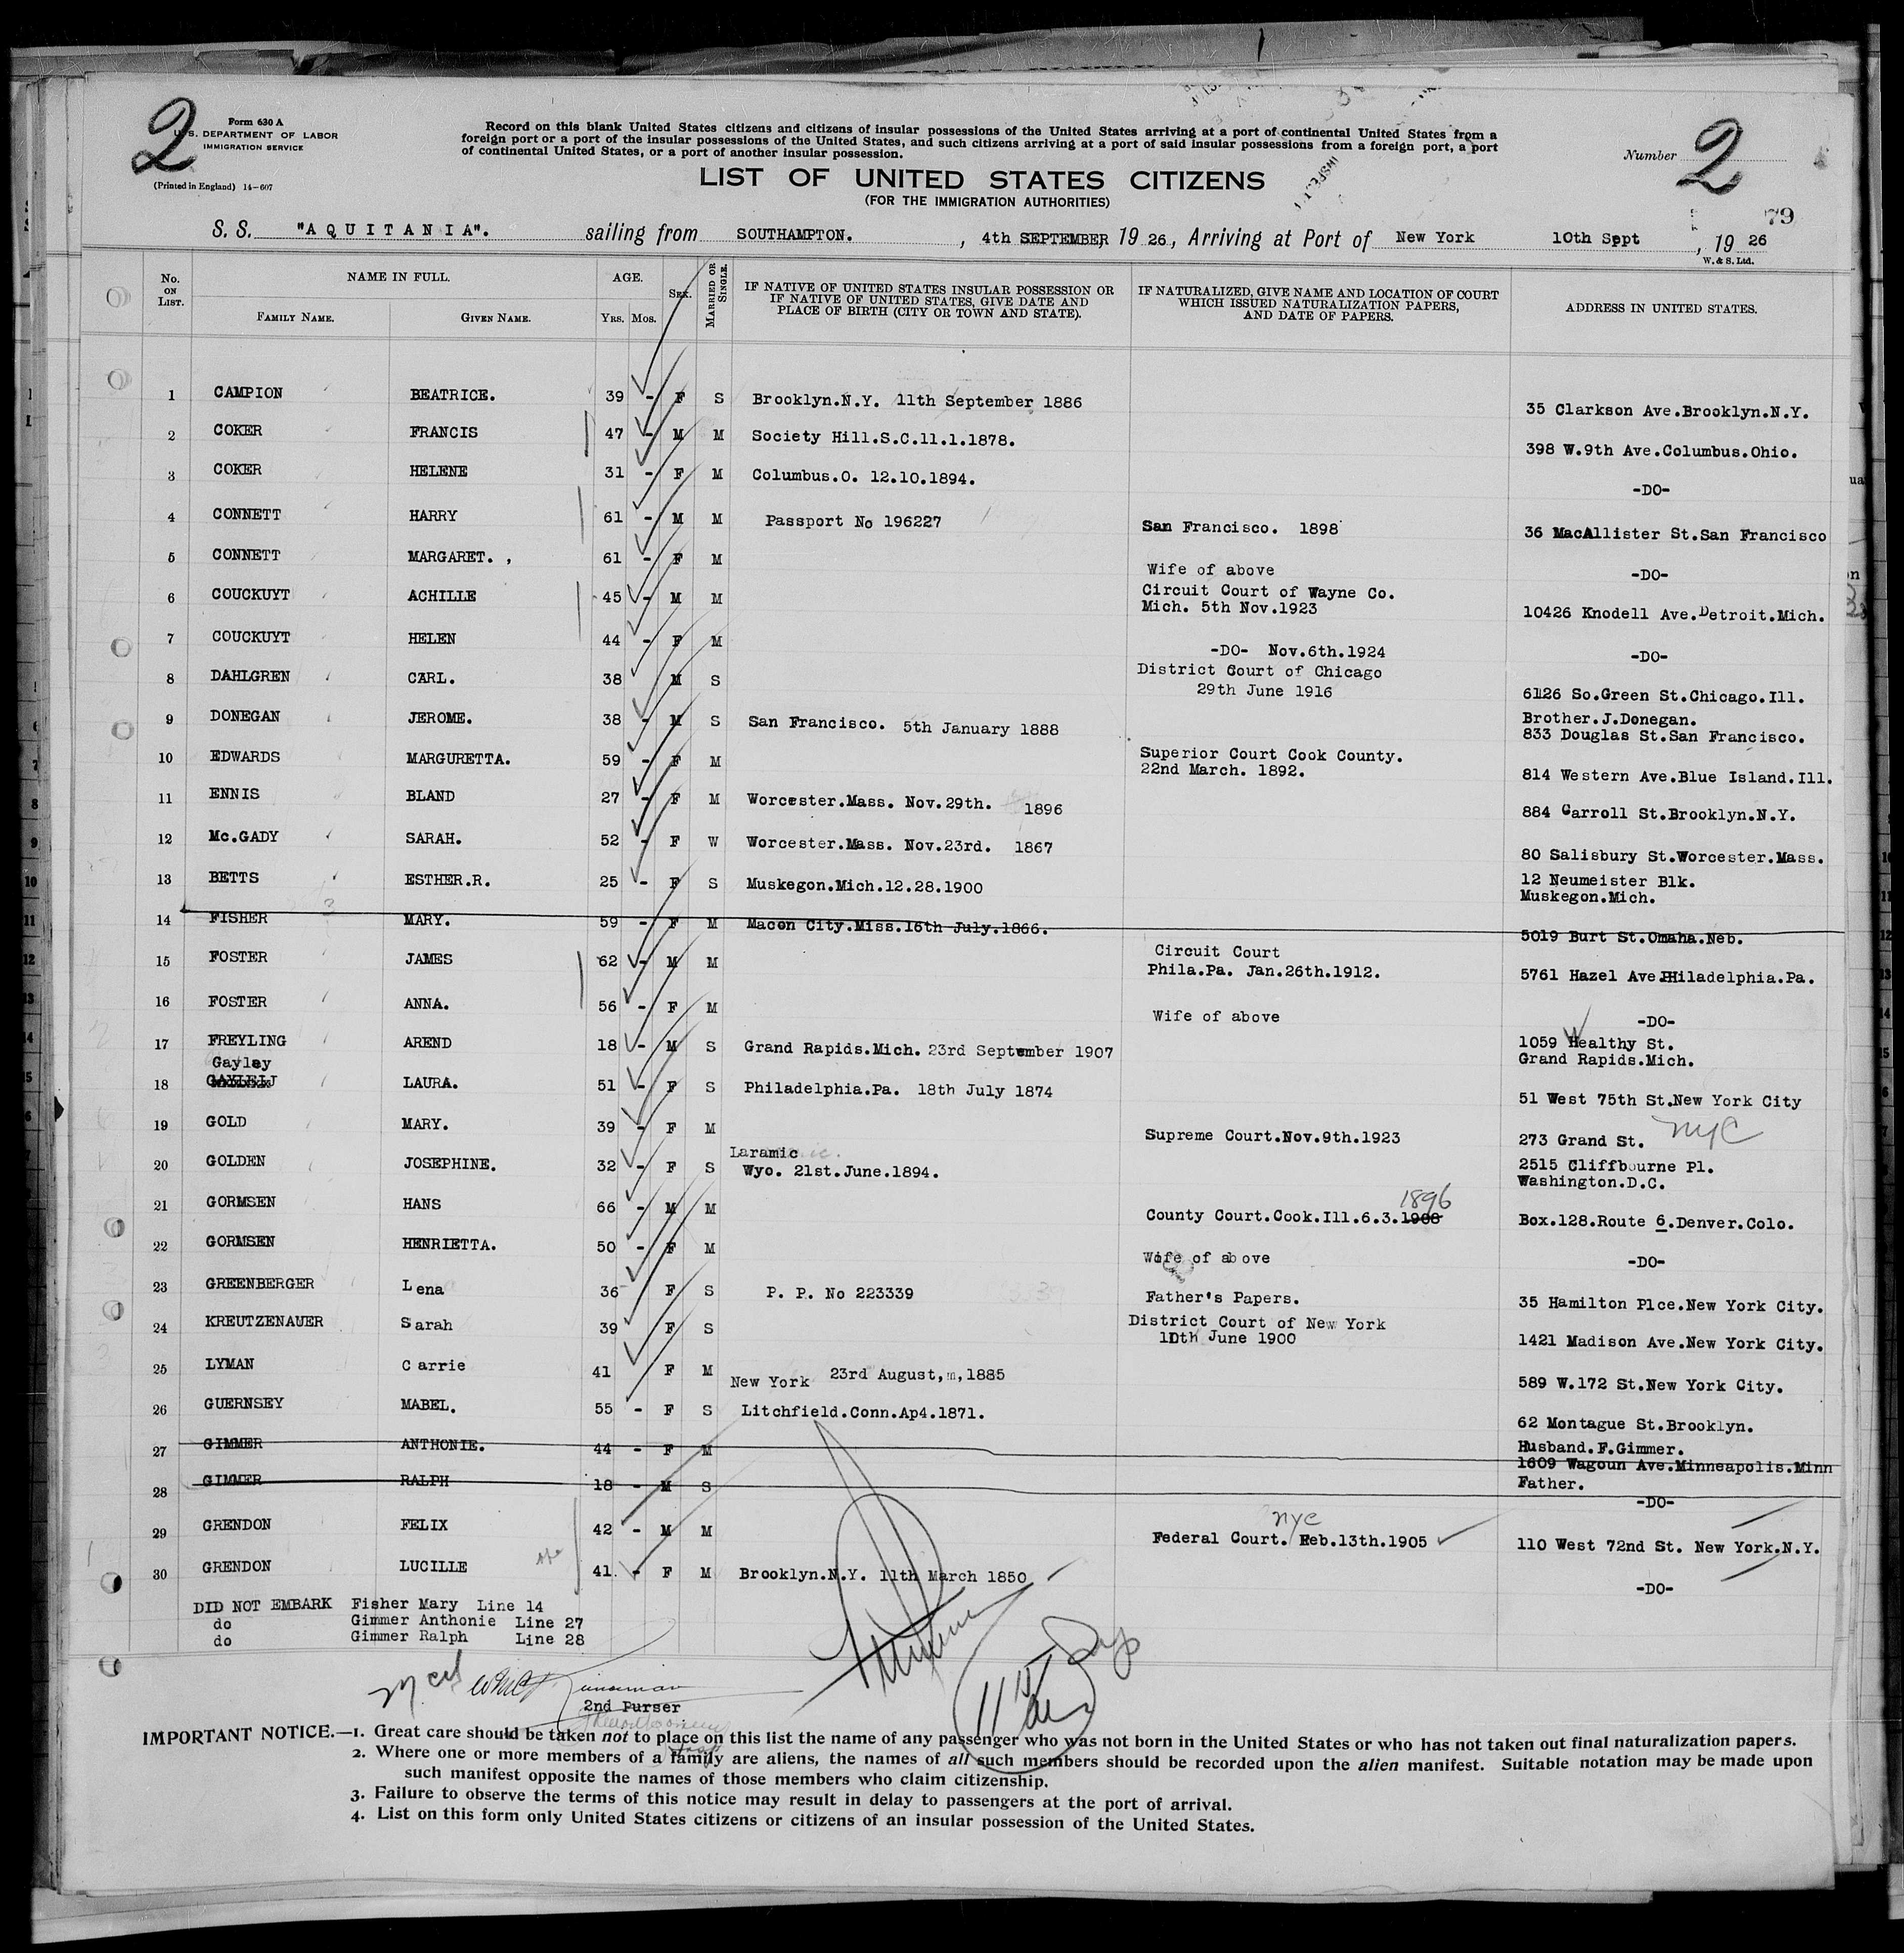 2
Form 630 A
U.S. DEPARTMENT OF LABOR
IMMIGRATION SERVICE
(Printed in England) 14-607
Record on this blank United States citizens and citizens of insular possessions of the United States arriving at a port of continental United States from a
foreign port or a port of the insular possessions of the United States, and such citizens arriving at a port of said insular possessions from a foreign port, a port
of continental United States, or a port of another insular possession.
Number 2
LIST OF UNITED STATES CITIZENS
(FOR THE IMMIGRATION AUTHORITIES)
79
S. S. "AQUITANIA". sailing from SOUTHAMPTON. , 4th SEPTEMBER, 19 26, Arriving at Port of New York 10th Sept , 19 26
W. & S. Ltd.
No. ON LIST. NAME IN FULL. FAMILY NAME. GIVEN NAME. AGE. Yrs. Mos. SEX. MARRIED OR SINGLE. IF NATIVE OF UNITED STATES INSULAR POSSESSION OR IF NATIVE OF UNITED STATES, GIVE DATE AND PLACE OF BIRTH (CITY OR TOWN AND STATE). IF NATURALIZED, GIVE NAME AND LOCATION OF COURT WHICH ISSUED NATURALIZATION PAPERS, AND DATE OF PAPERS. ADDRESS IN UNITED STATES.
1 CAMPION BEATRICE. 39 - F S Brooklyn.N.Y. 11th September 1886 35 Clarkson Ave.Brooklyn.N.Y.
2 COKER FRANCIS 47 - M M Society Hill.S.C.11.1.1878. 398 W.9th Ave.Columbus.Ohio.
3 COKER HELENE 31 - F M Columbus.O. 12.10.1894. -DO-
4 CONNETT HARRY 61 - M M Passport No 196227 San Francisco. 1898 36 MacAllister St.San Francisco
5 CONNETT MARGARET. , 61 - F M Wife of above -DO-
6 COUCKUYT ACHILLE 45 - M M Circuit Court of Wayne Co.
Mich. 5th Nov.1923 10426 Knodell Ave.Detroit.Mich.
7 COUCKUYT HELEN 44 - F M -DO- Nov.6th.1924 -DO-
8 DAHLGREN CARL. 38 M S District Court of Chicago
29th June 1916 6126 So.Green St.Chicago.Ill.
9 DONEGAN JEROME. 38 - M S San Francisco. 5th January 1888 Brother.J.Donegan.
833 Douglas St.San Francisco.
10 EDWARDS MARGURETTA. 59 - F M Superior Court Cook County.
22nd March. 1892. 814 Western Ave.Blue Island.Ill.
11 ENNIS BLAND 27 - F M Worcester.Mass. Nov.29th. 1896 884 Carroll St.Brooklyn.N.Y.
12 Mc.GADY SARAH. 52 - F W Worcester.Mass. Nov.23rd. 1867 80 Salisbury St.Worcester.Mass.
13 BETTS ESTHER.R. 25 - F S Muskegon.Mich.12.28.1900 12 Neumeister Blk.
Muskegon.Mich.
14 FISHER MARY. 59 - F M Macon City.Miss.16th July.1866. 5019 Burt St.Omaha.Neb.
15 FOSTER JAMES 62 - M M Circuit Court
Phila.Pa. Jan.26th.1912. 5761 Hazel Ave.PHiladelphia.Pa.
16 FOSTER ANNA. 56 - F M Wife of above -DO-
17 FREYLING AREND 18 - M S Grand Rapids.Mich. 23rd September 1907 1059 Wealthy St.
Grand Rapids.Mich.
Gayley
18 LAURA. 51 - F S Philadelphia.Pa. 18th July 1874 51 West 75th St.New York City
19 GOLD MARY. 39 - F M Supreme Court.Nov.9th.1923 273 Grand St. nyc
20 GOLDEN JOSEPHINE. 32 - F S Laramie
Wyo. 21st.June.1894. 2515 Cliffbourne Pl.
Washington.D.C.
21 GORMSEN HANS 66 - M M County Court.Cook.Ill.6.3.1908 1896 Box.128.Route 6.Denver.Colo.
22 GORMSEN HENRIETTA. 50 - F M Wife of above -DO-
23 GREENBERGER Lena 36 F S P. P. No 223339 Father's Papers. 35 Hamilton Plce.New York City.
24 KREUTZENAUER Sarah 39 F S District Court of New York
10th June 1900 1421 Madison Ave.New York City.
25 LYMAN Carrie 41 F M New York 23rd August, 1885 589 W.172 St.New York City.
26 GUERNSEY MABEL. 55 - F S Litchfield.Conn.Ap4.1871. 62 Montague St.Brooklyn.
27 GIMMER ANTHONIE. 44 - F M Husband.F.Gimmer.
1609 Wagoun Ave.Minneapolis.Minn
28 GIMMER RALPH 18 - M S Father.
-DO-
29 GRENDON FELIX 42 - M M Federal Court. nyc Feb.13th.1905 110 West 72nd St. New York.N.Y.
30 GRENDON LUCILLE 41. - F M Brooklyn.N.Y. 11th March 1850 -DO-
DID NOT EMBARK Fisher Mary Line 14
do Gimmer Anthonie Line 27
do Gimmer Ralph Line 28
2nd Purser
IMPORTANT NOTICE.—1. Great care should be taken not to place on this list the name of any passenger who was not born in the United States or who has not taken out final naturalization papers.
2. Where one or more members of a family are aliens, the names of all such members should be recorded upon the alien manifest. Suitable notation may be made upon
such manifest opposite the names of those members who claim citizenship.
3. Failure to observe the terms of this notice may result in delay to passengers at the port of arrival.
4. List on this form only United States citizens or citizens of an insular possession of the United States.